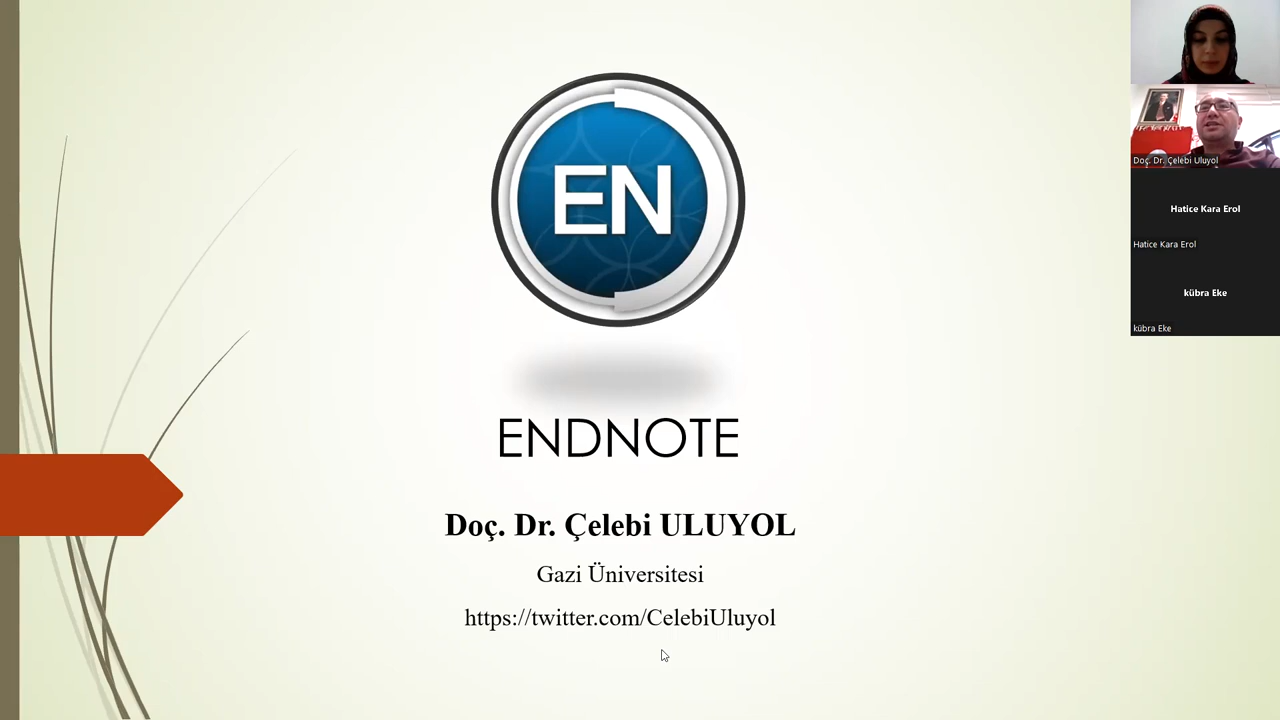 EN
ENDNOTE
Doç. Dr. Çelebi ULUYOL
Gazi Üniversitesi
https://twitter.com/CelebiUluyol
Doç. Dr. Çelebi Uluyol
Hatice Kara Erol
Hatice Kara Erol
kübra Eke
kübra Eke